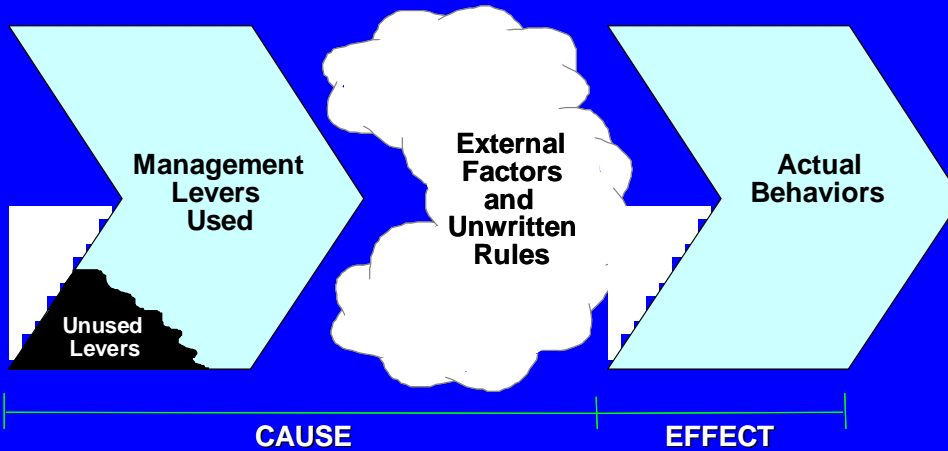 Management
Levers
Used
Unused
Levers
External
Factors
and
Unwritten
Rules
Actual
Behaviors
CAUSE
EFFECT